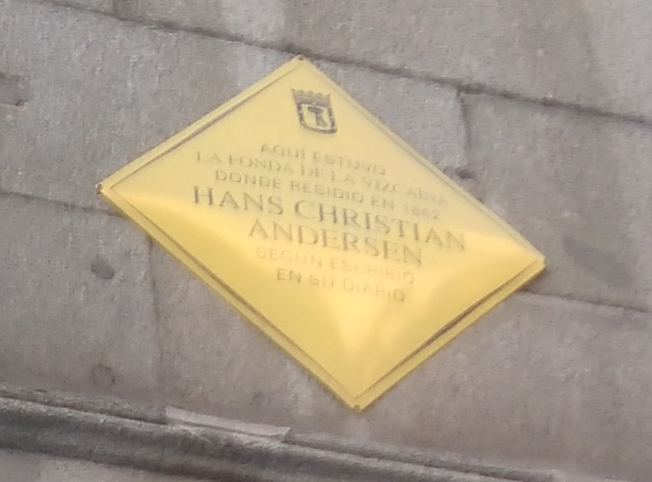 AQUÍ ESTUVO
LA FONDA DE LA VIZCAÍNA
DONDE RESIDIÓ EN 1862
HANS CHRISTIAN
ANDERSEN
SEGÚN ESCRIBIÓ
EN SU DIARIO